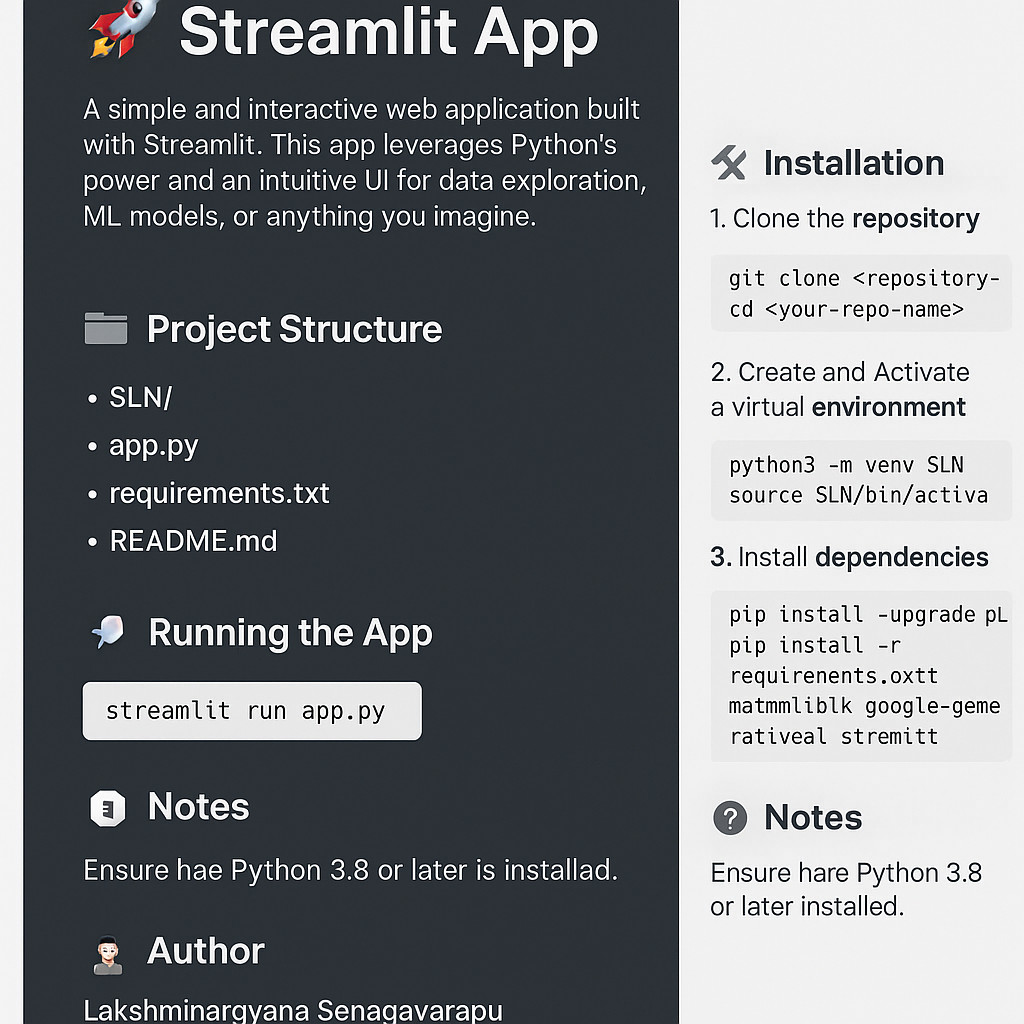 Streamlit App
A simple and interactive web application built
with Streamlit. This app leverages Python's
power and an intuitive UI for data exploration,
ML models, or anything you imagine.
Project Structure
• SLN/
• app.py
• requirements.txt
• README.md
Running the App
streamlit run app.py
Notes
Ensure hae Python 3.8 or later is installad.
Author
Lakshminargyana Senagavarapu
Installation
1. Clone the repository
git clone <repository-
cd <your-repo-name>
2. Create and Activate
a virtual environment
python3 -m venv SLN
source SLN/bin/activa
3. Install dependencies
pip install -upgrade pL
pip install -r
requirenents.oxtt
matmmliblk google-geme
rativeal stremitt
Notes
Ensure hare Python 3.8
or later installed.